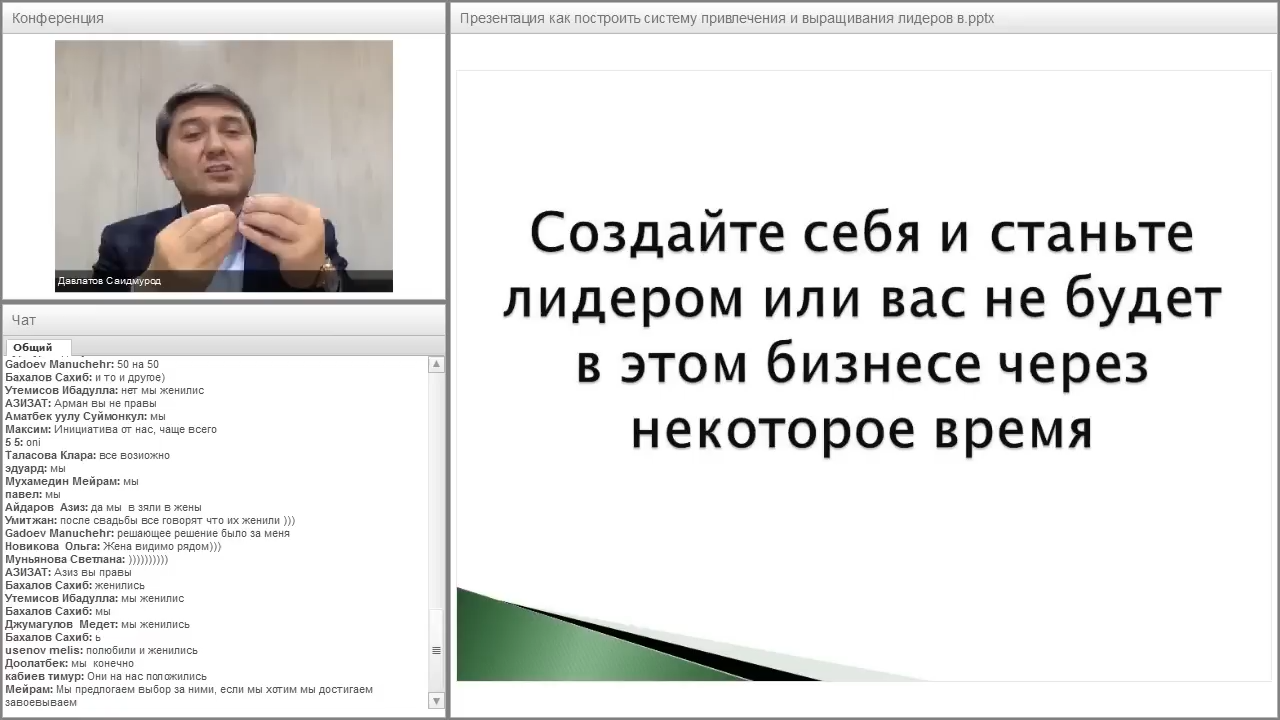 Конференция
Давлатов Саидмурод
Чат
Общий
Gadoev Manuchehr: 50 на 50
Бахалов Сахиб: и то и другое)
Утемисов Ибадулла: нет мы женилис
АЗИЗАТ: Арман вы не правы
Аматбек уулу Суймонкул: мы
Максим: Инициатива от нас, чаще всего
5 5: oni
Таласова Клара: все возиожно
эдуард: мы
Мухамедин Мейрам: мы
павел: мы
Айдаров Азиз: да мы в зяли в жены
Умитжан: после свадьбы все говорят что их женили )))
Gadoev Manuchehr: решающее решение было за меня
Новикова Ольга: Жена видимо рядом)))
Муньянова Светлана: ))))))))))
АЗИЗАТ: Азиз вы правы
Бахалов Сахиб: женились
Утемисов Ибадулла: мы женилис
Бахалов Сахиб: мы
Джумагулов Медет: мы женились
Бахалов Сахиб: ь
usenov melis: полюбили и женились
Доолатбек: мы конечно
кабиев тимур: Они на нас положились
Мейрам: Мы предлогаем выбор за ними, если мы хотим мы достигаем
завоевываем
Презентация как построить систему привлечения и выращивания лидеров в.pptx
Создайте себя и станьте
лидером или вас не будет
в этом бизнесе через
некоторое время